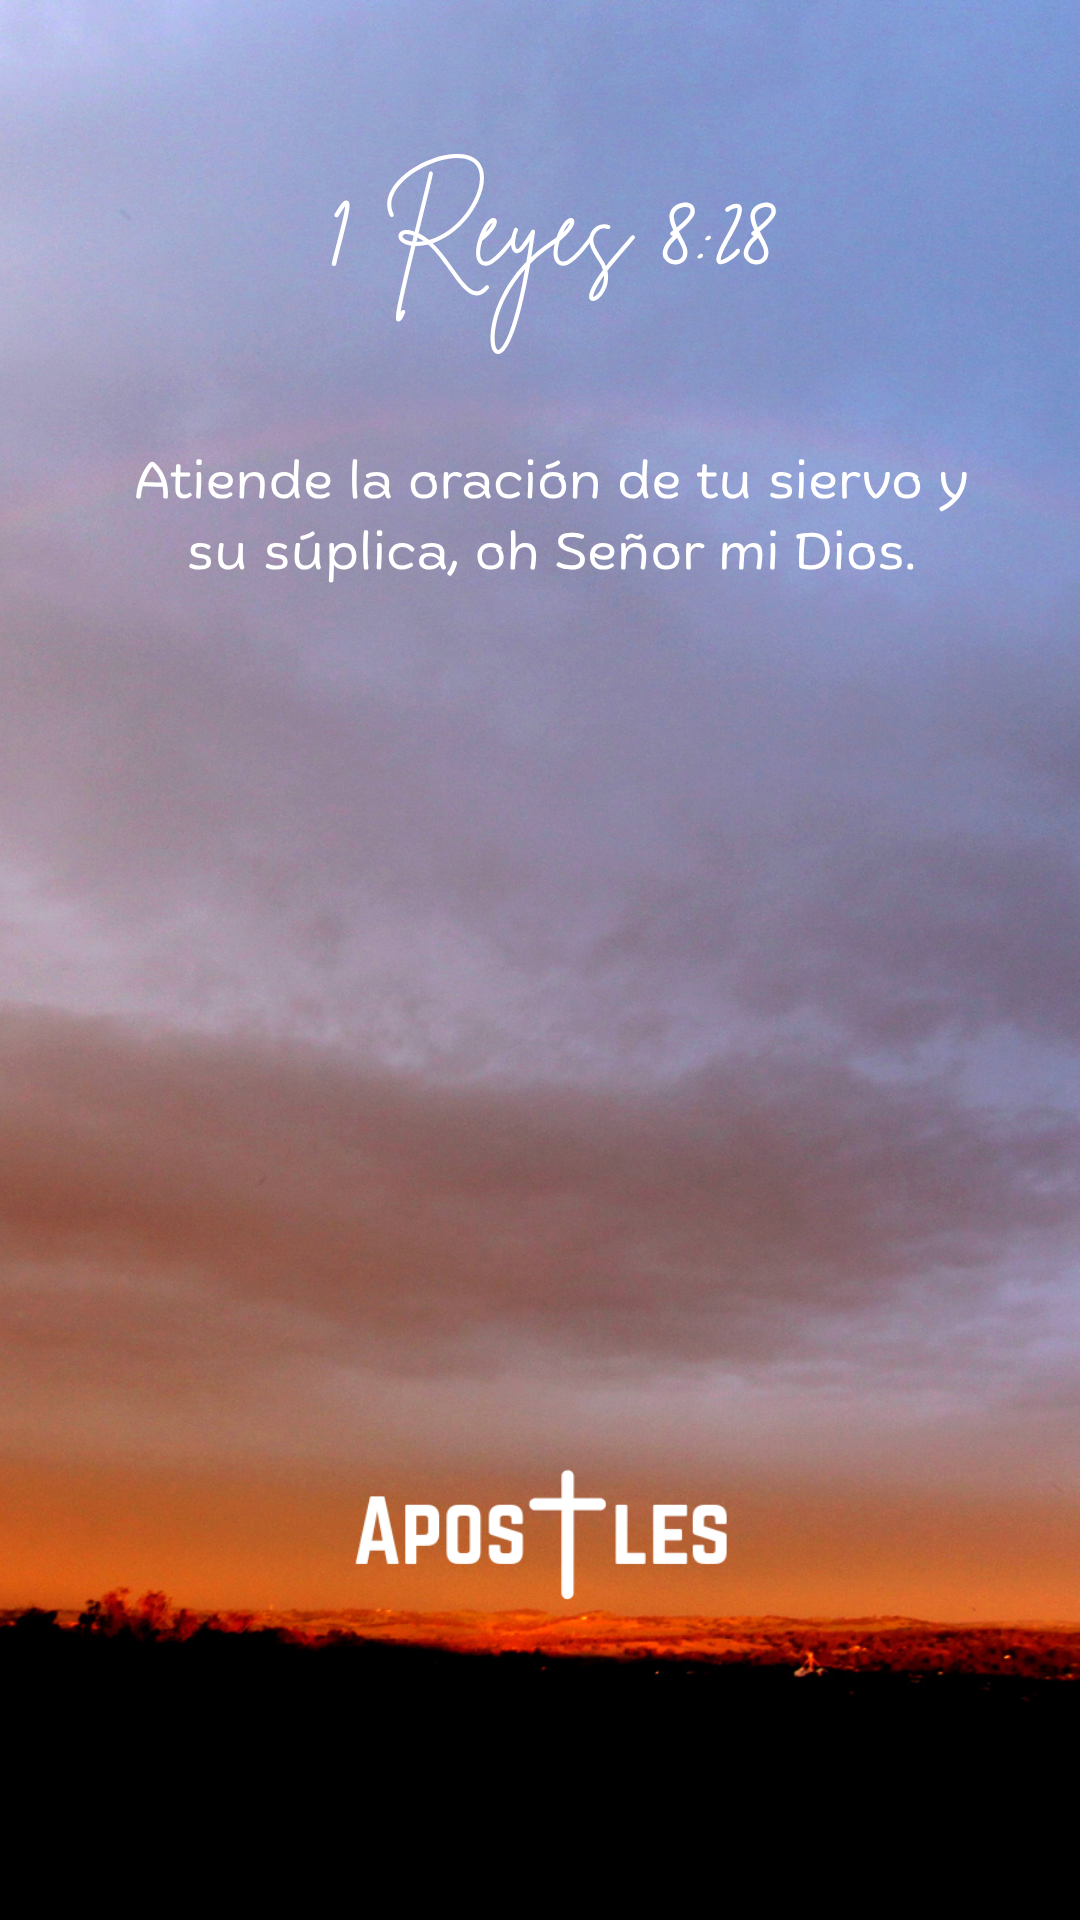 1 Reyes 8:28
Atiende la oración de tu siervo y
su súplica, oh Señor mi Dios.
APOSTLES